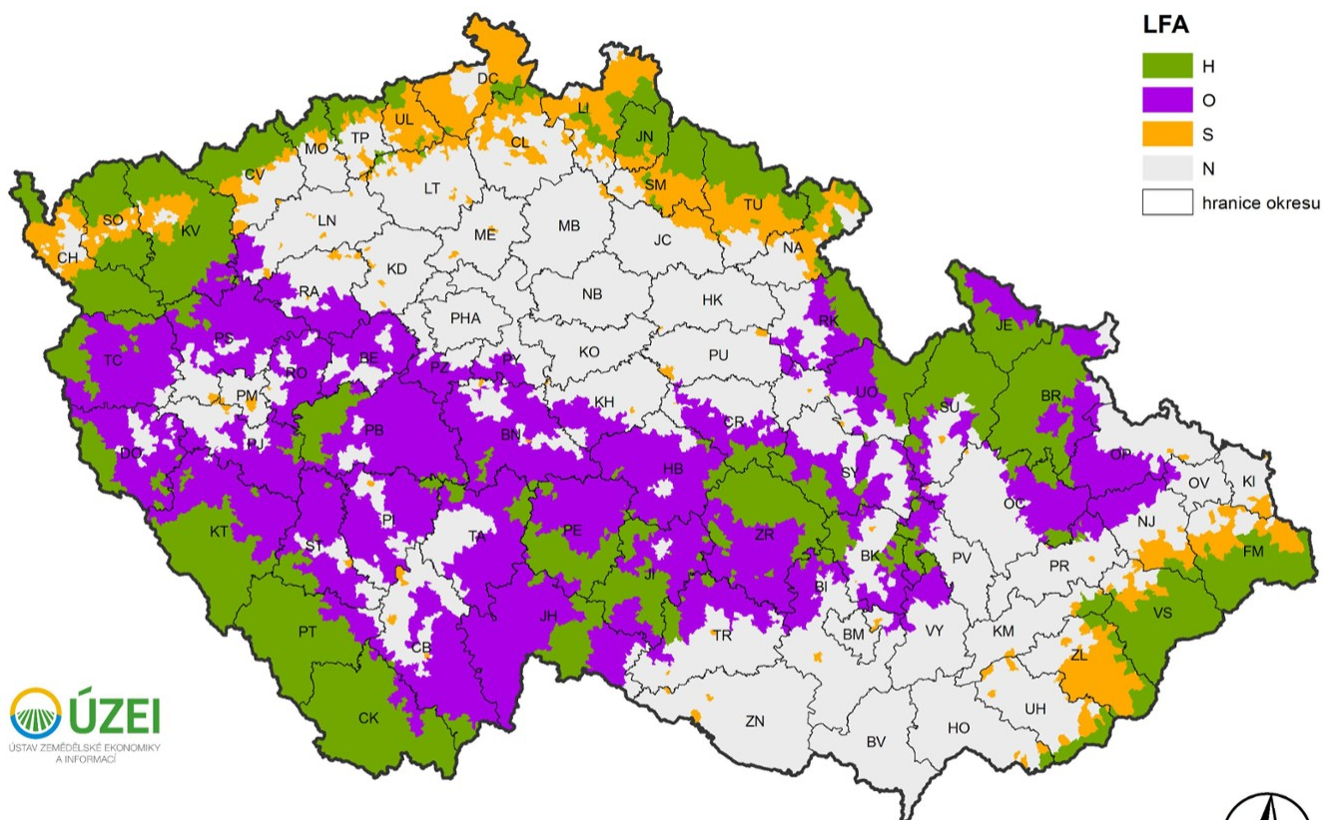 LFA
H
O
S
N
hranice okresu
DC
LI
UL
TP
JN
MO
CL
CV
SM
LT
TU
SO
LN
MB
KV
ME
JC
NA
CH
KD
RA
NB
HK
PHA
RK
JE
PS
TC
BE
KO
PU
PZ
PY
RO
PM
UO
BR
KH
SU
CR
PB
BN
PJ
DO
OP
HB
SY
OV
KI
OC
PI
NJ
KT
TA
PE
ZR
ST
FM
BK
PV
PR
JI
BI
JH
VS
PT
TR
BM
VY
KM
CB
ZL
UH
CK
ZN
HO
BV
ÚZEI
ÚSTAV ZEMĚDĚLSKÉ EKONOMIKY
A INFORMACÍ